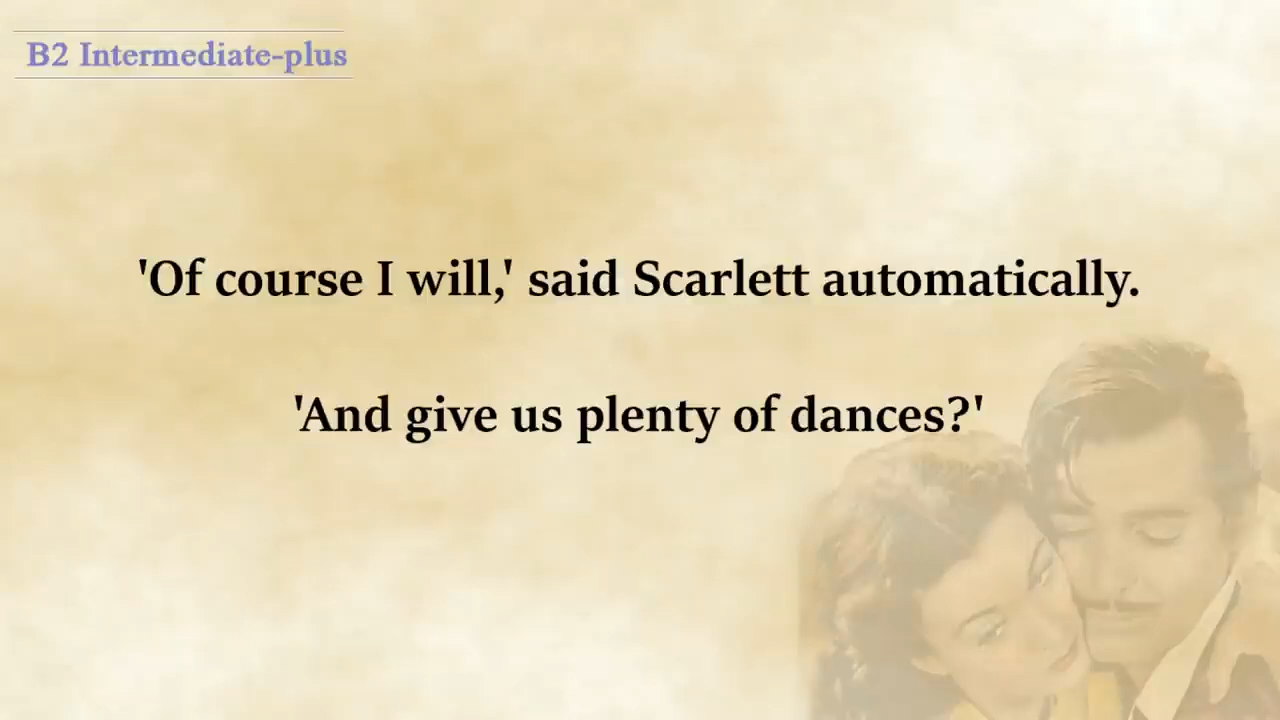 B2 Intermediate-plus
'Of course I will,' said Scarlett automatically.
'And give us plenty of dances?'